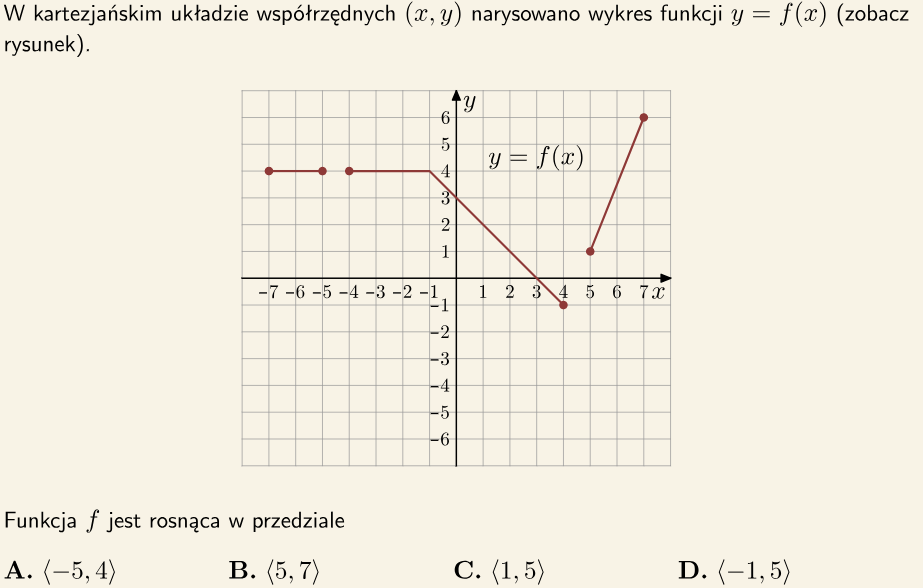 W kartezjańskim układzie współrzędnych (x, y) narysowano wykres funkcji y = f(x) (zobacz
rysunek).
y
6
5
y = f(x)
4
3
2
1
−7 −6 −5 −4 −3 −2 −1 1 2 3 4 5 6 7 x
−1
−2
−3
−4
−5
−6
Funkcja f jest rosnąca w przedziale
A. ⟨−5, 4⟩ B. ⟨5, 7⟩ C. ⟨1, 5⟩ D. ⟨−1, 5⟩